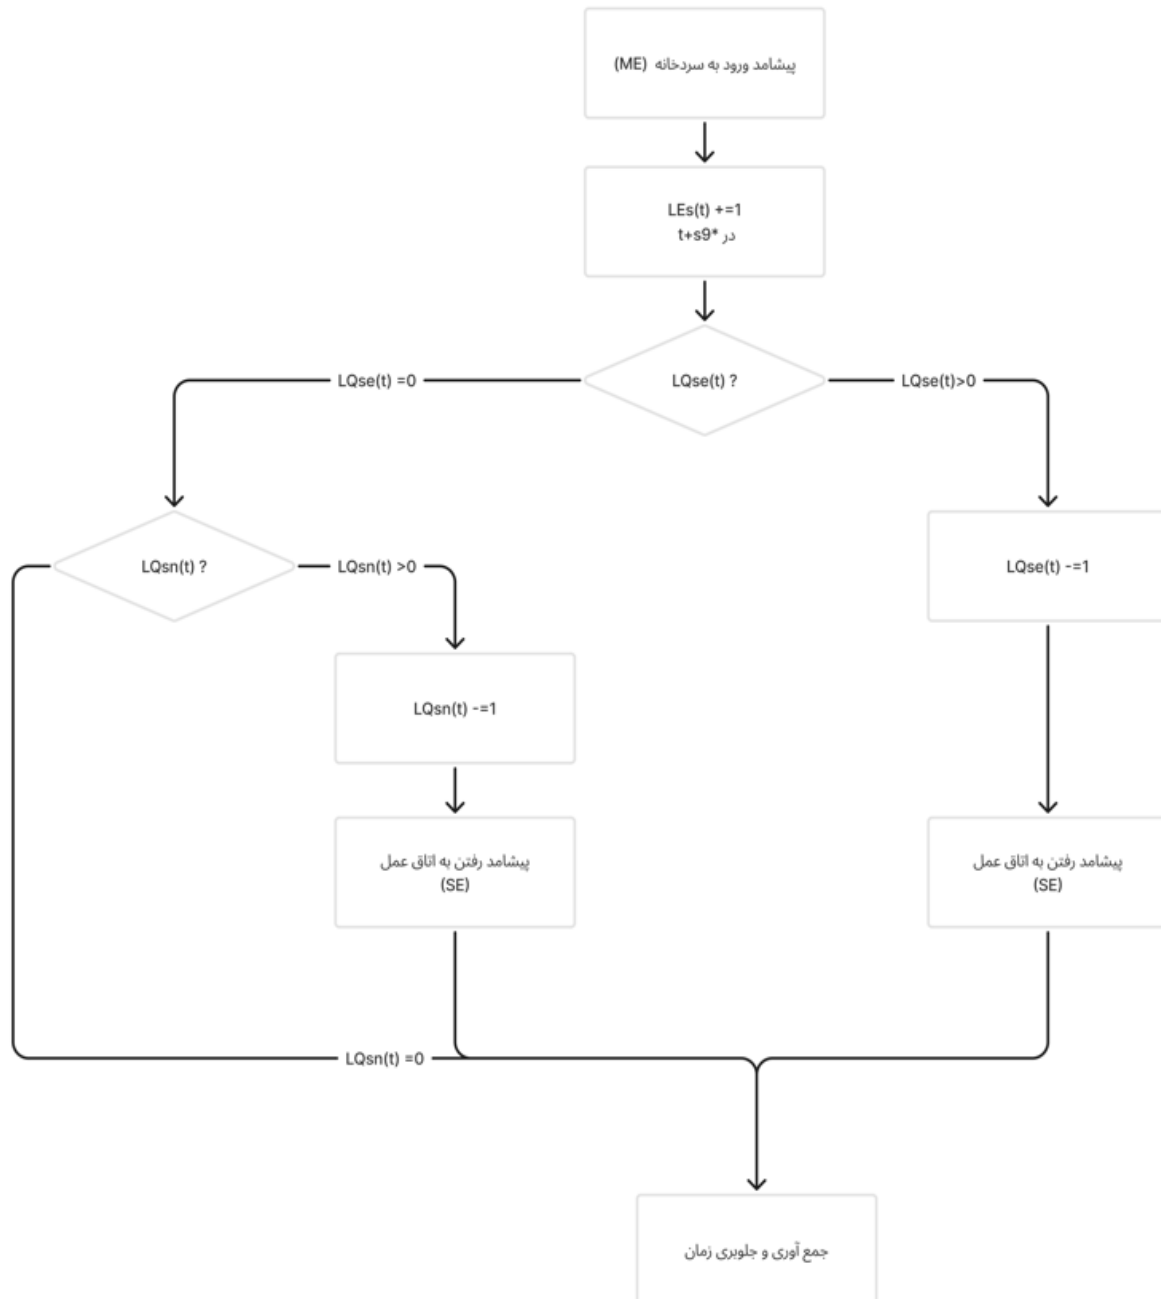 پیشامد ورود به سردخانه (ME)
LEs(t) +=1
در t+s9*
LQse(t) =0
LQse(t) ?
LQse(t)>0
LQsn(t) ?
LQsn(t) >0
LQse(t) -=1
LQsn(t) -=1
پیشامد رفتن به اتاق عمل
(SE)
پیشامد رفتن به اتاق عمل
(SE)
LQsn(t) =0
جمع آوری و جلوبری زمان